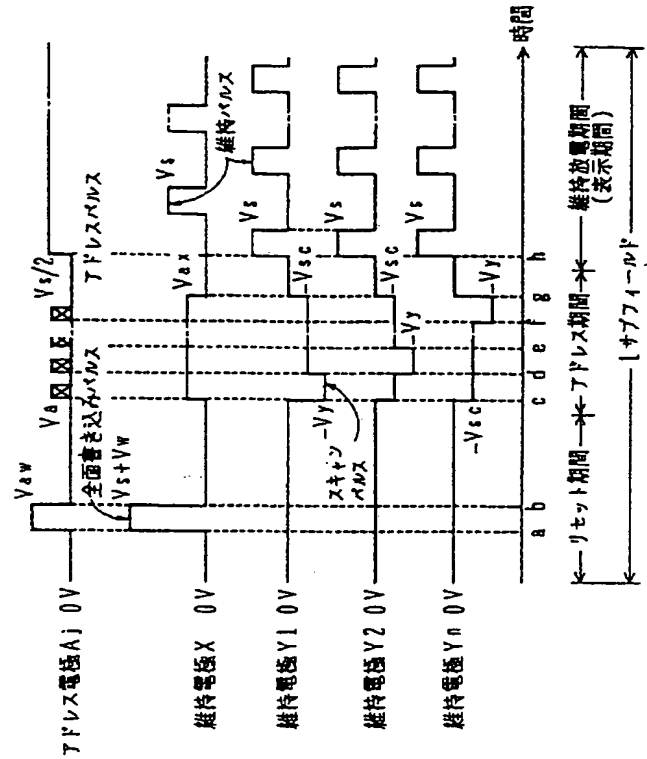 アドレス電極Aj 0V
Vaw
Va
Vs/2
アドレスパルス
全面書き込みパルス
Vs+Vw
維持電極X 0V
Vax
Vs
維持パルス
維持電極Y1 0V
-Vy
-Vsc
Vs
スキャン
パルス
維持電極Y2 0V
-Vy
-Vsc
Vs
維持電極Yn 0V
-Vsc
-Vy
Vs
a b c d e f g h
時間
リセット期間
アドレス期間
維持放電期間
(表示期間)
1サブフィールド